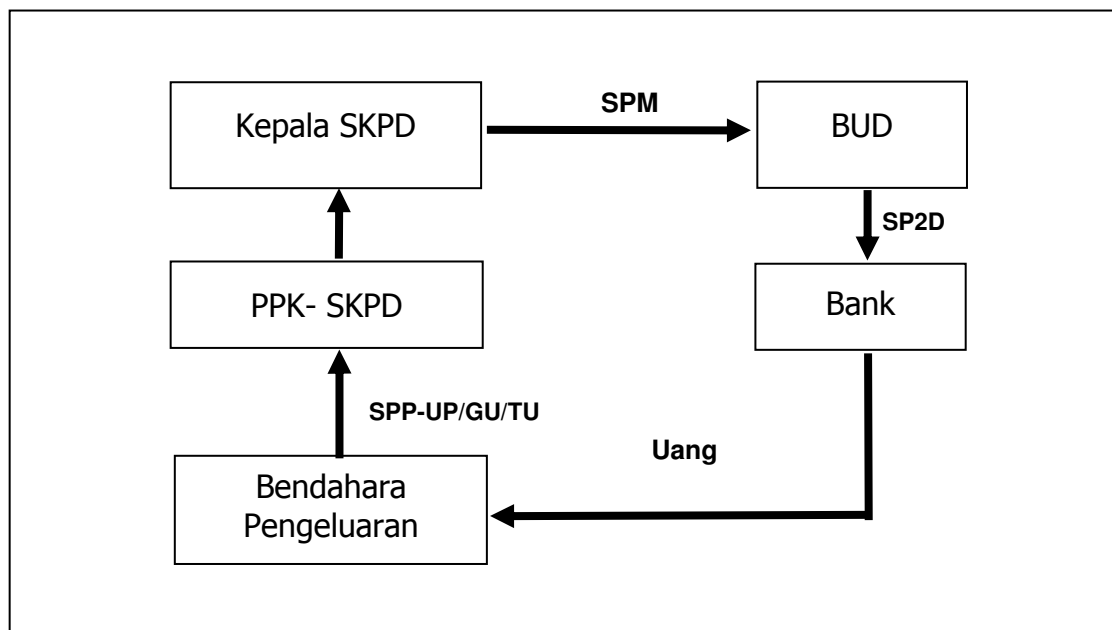 Kepala SKPD
SPM
BUD
SP2D
PPK- SKPD
Bank
SPP-UP/GU/TU
Uang
Bendahara
Pengeluaran